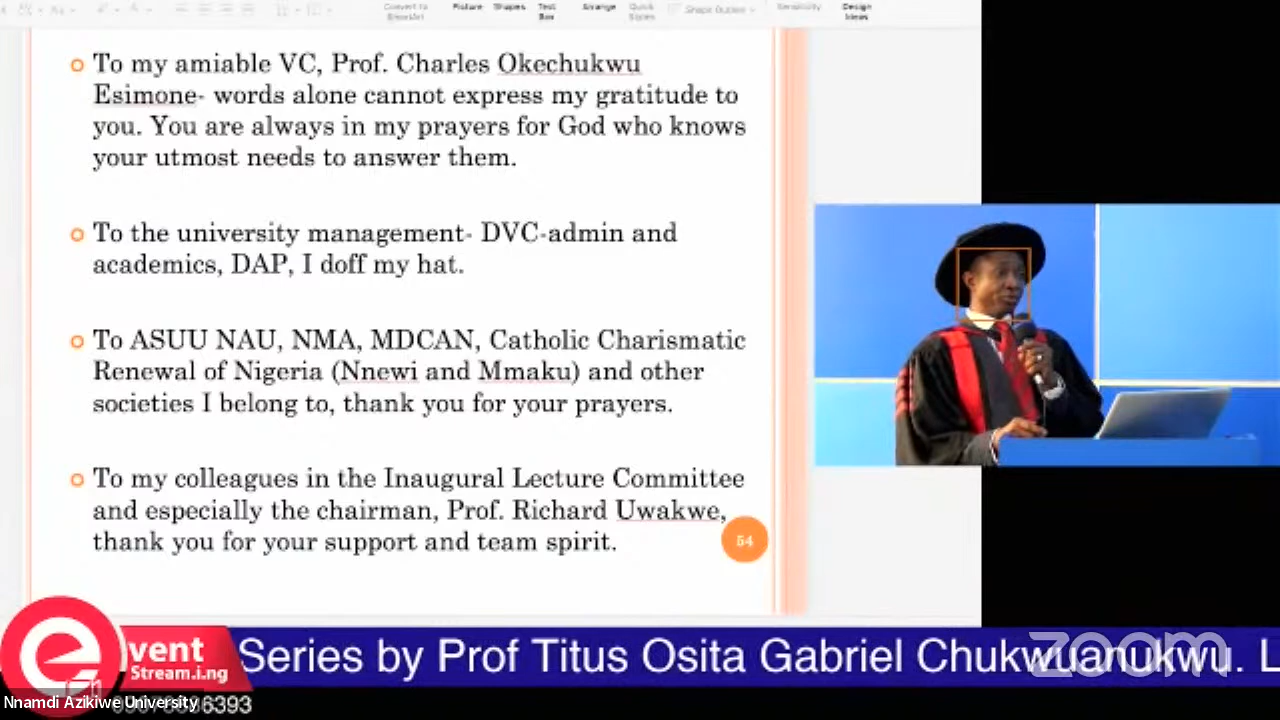 Convert to
SmartArt
Picture
Shapes
Text
Box
Arrange
Quick
Styles
Shape Outline
Sensitivity
Design
Ideas
To my amiable VC, Prof. Charles Okechukwu
Esimone- words alone cannot express my gratitude to
you. You are always in my prayers for God who knows
your utmost needs to answer them.
To the university management- DVC-admin and
academics, DAP, I doff my hat.
To ASUU NAU, NMA, MDCAN, Catholic Charismatic
Renewal of Nigeria (Nnewi and Mmaku) and other
societies I belong to, thank you for your prayers.
To my colleagues in the Inaugural Lecture Committee
and especially the chairman, Prof. Richard Uwakwe,
thank you for your support and team spirit.
54
event
Stream.i.ng
Series by Prof Titus Osita Gabriel Chukwuanukwu. L
zoom
Nnamdi Azikiwe University